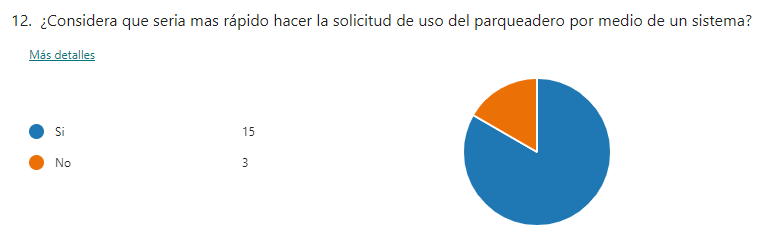 12. ¿Considera que seria mas rápido hacer la solicitud de uso del parqueadero por medio de un sistema?
Más detalles
Si 15
No 3